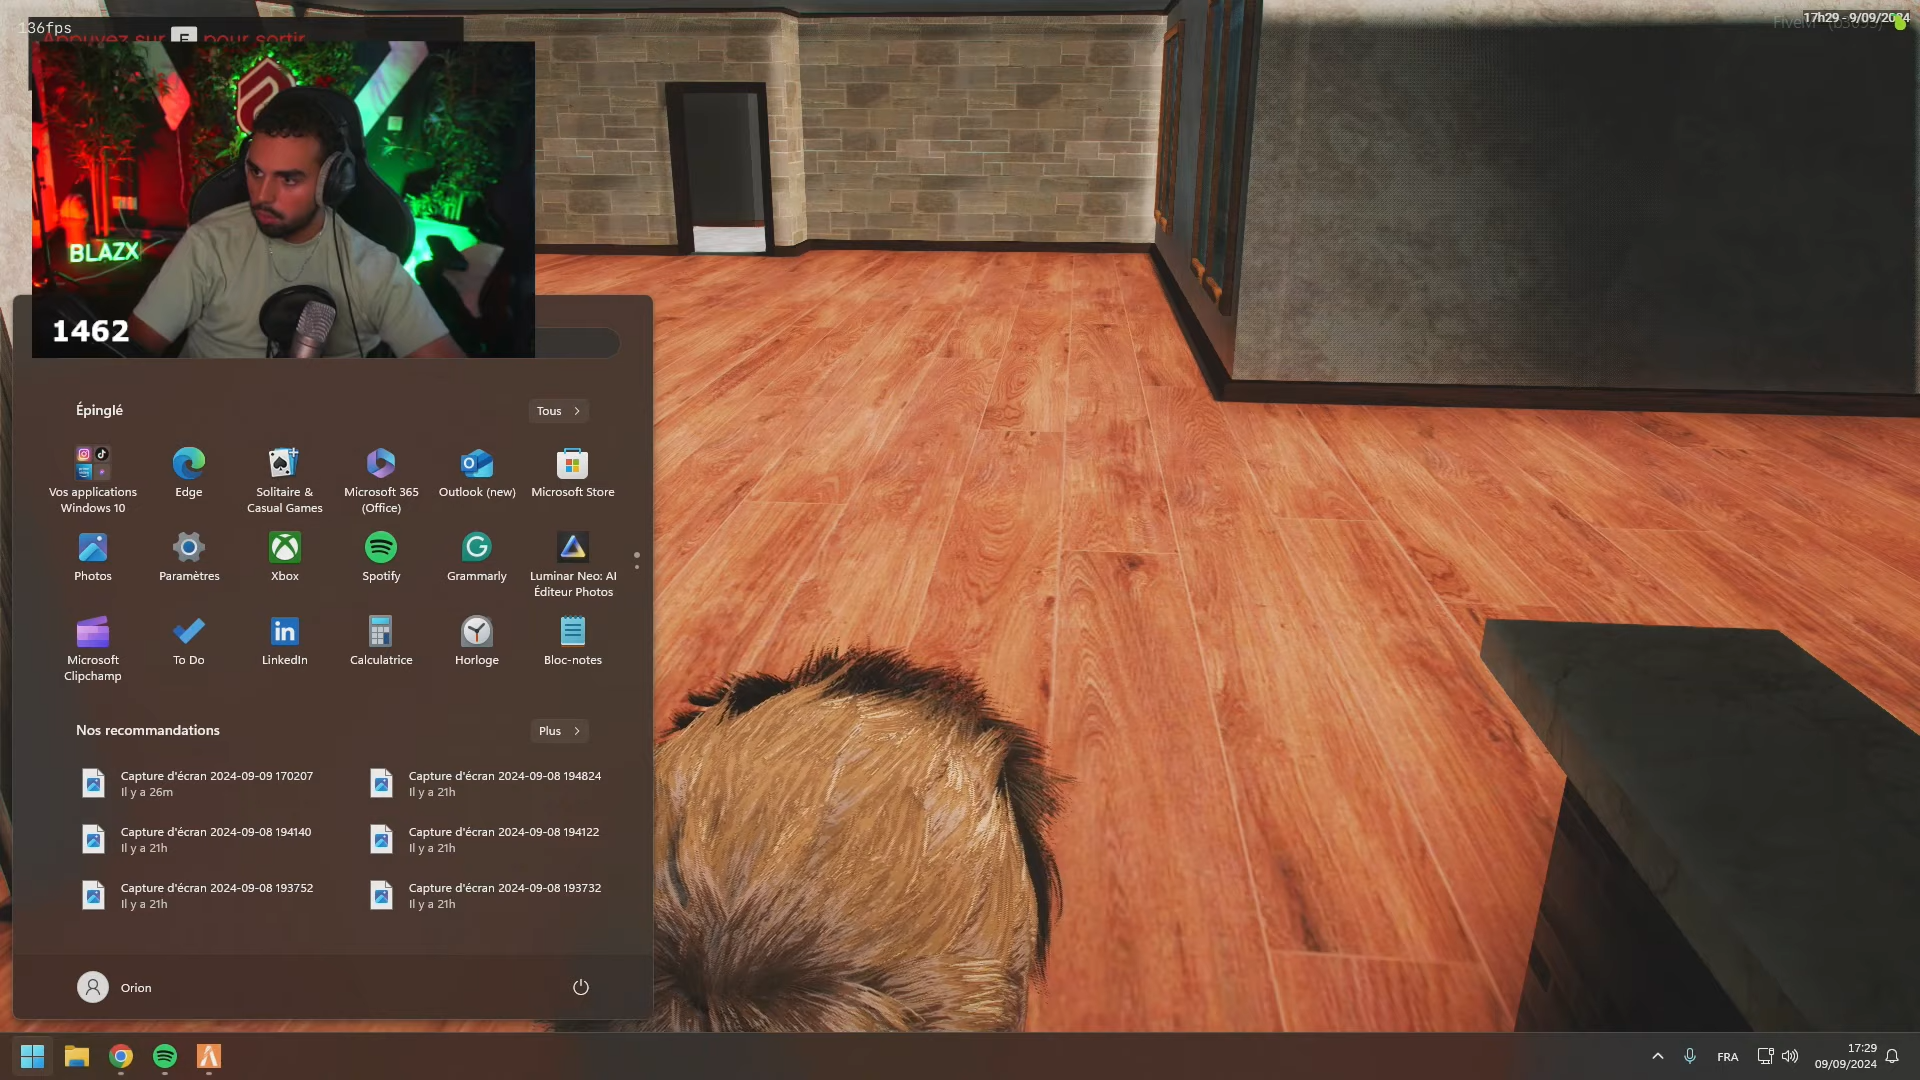 136fps
Appuyez sur E pour sortir
17h29 - 9/09/2024
BLAZX
1462
Épinglé
Tous
Vos applications Windows 10
Edge
Solitaire & Casual Games
Microsoft 365 (Office)
Outlook (new)
Microsoft Store
Photos
Paramètres
Xbox
Spotify
Grammarly
Luminar Neo: AI Éditeur Photos
Microsoft Clipchamp
To Do
LinkedIn
Calculatrice
Horloge
Bloc-notes
Nos recommandations
Plus
Capture d'écran 2024-09-09 170207
Il y a 26m
Capture d'écran 2024-09-08 194824
Il y a 21h
Capture d'écran 2024-09-08 194140
Il y a 21h
Capture d'écran 2024-09-08 194122
Il y a 21h
Capture d'écran 2024-09-08 193752
Il y a 21h
Capture d'écran 2024-09-08 193732
Il y a 21h
Orion
FRA
17:29
09/09/2024